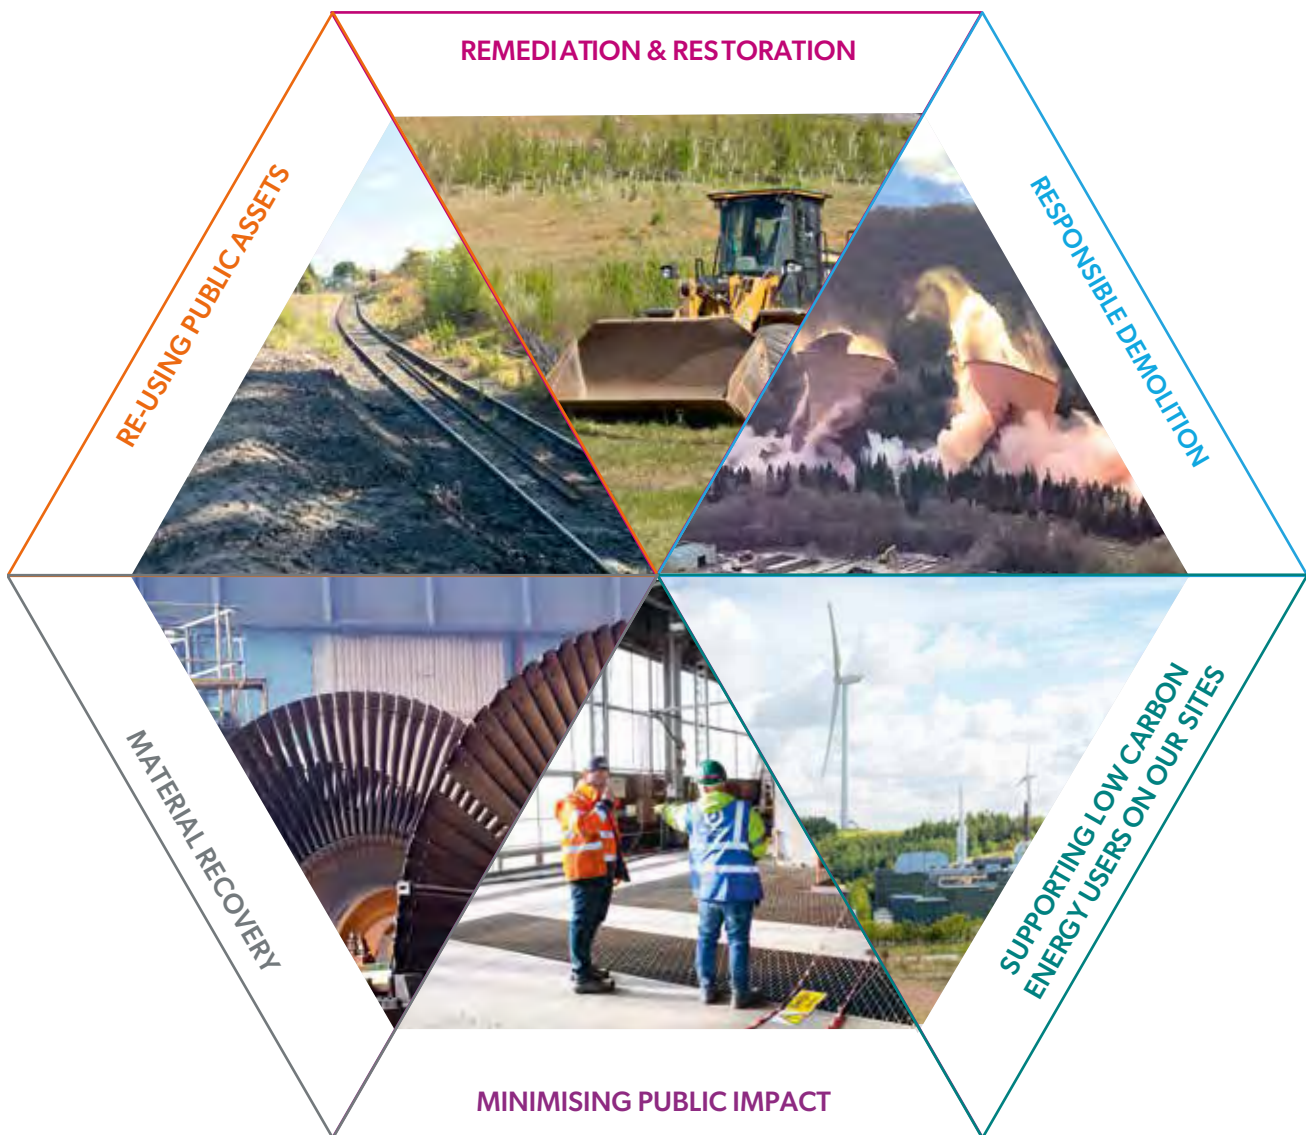 REMEDIATION & RESTORATION
RE-USING PUBLIC ASSETS
RESPONSIBLE DEMOLITION
MATERIAL RECOVERY
SUPPORTING LOW CARBON
ENERGY USERS ON OUR SITES
MINIMISING PUBLIC IMPACT